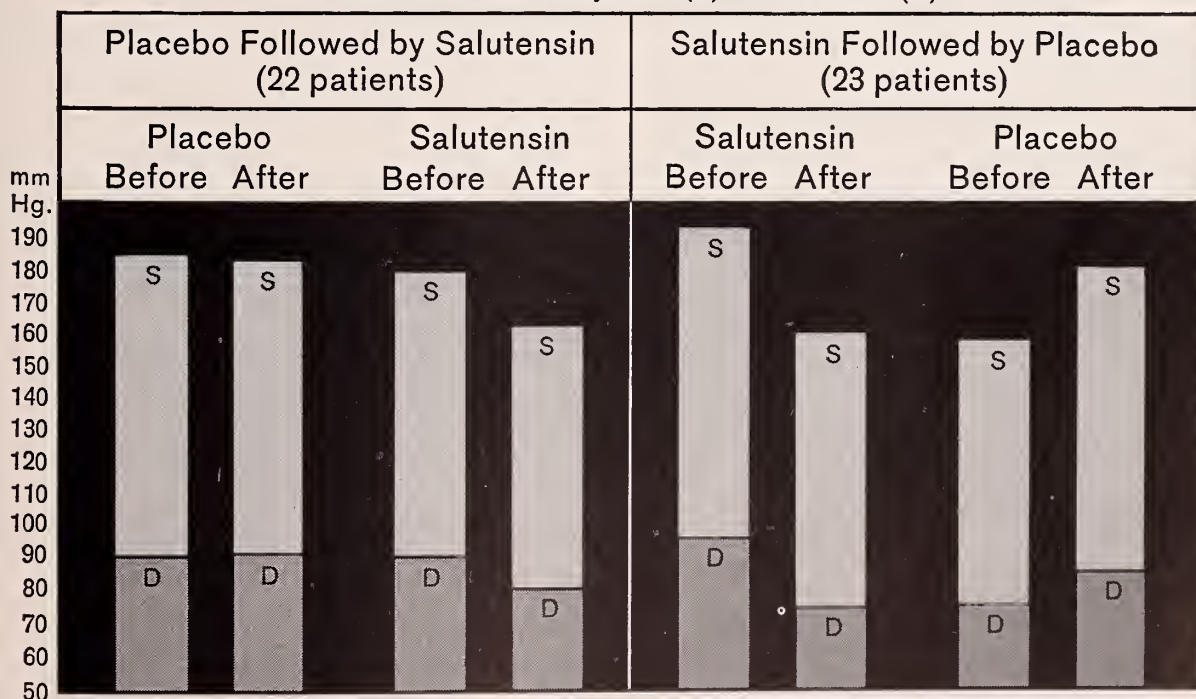 Placebo Followed by Salutensin
(22 patients)
Salutensin Followed by Placebo
(23 patients)
Placebo
Before After
Salutensin
Before After
Salutensin
Before After
Placebo
Before After
mm
Hg.
190
180
170
160
150
140
130
120
110
100
90
80
70
60
50
S
S
S
S
S
S
S
S
D
D
D
D
D
D
D
D